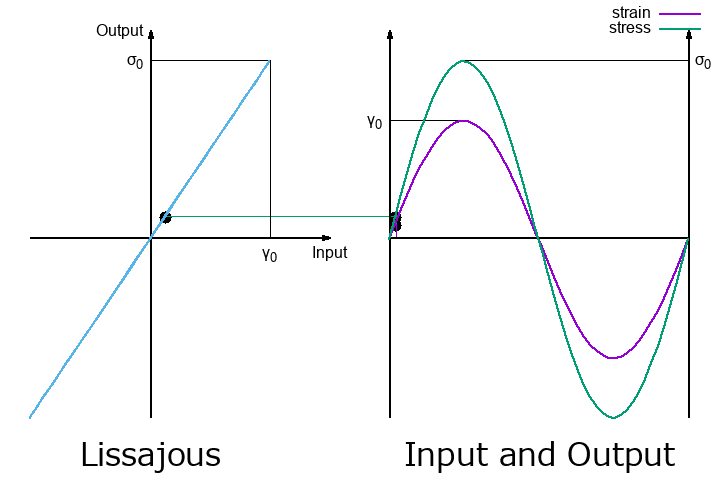 strain
stress
Output
σ0
σ0
γ0
γ0
Input
Lissajous
Input and Output